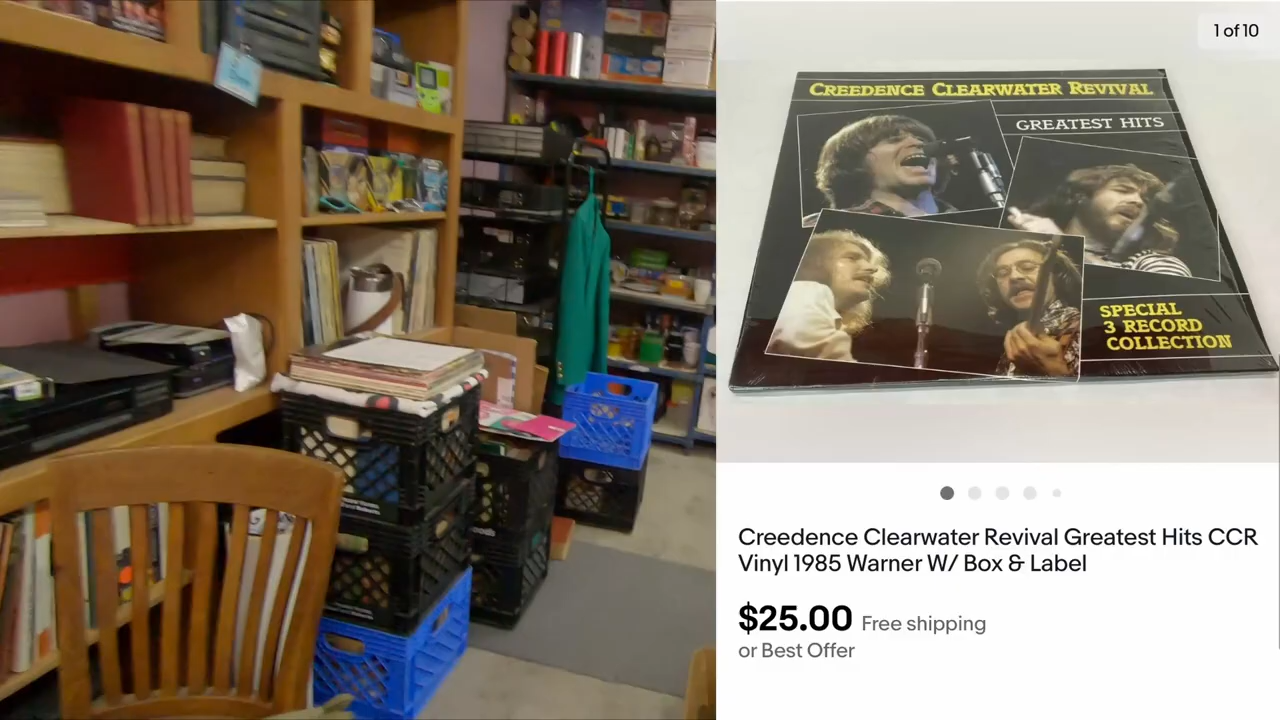 1 of 10
CREEDENCE CLEARWATER REVIVAL
GREATEST HITS
SPECIAL
3 RECORD
COLLECTION
Creedence Clearwater Revival Greatest Hits CCR
Vinyl 1985 Warner W/ Box & Label
$25.00 Free shipping
or Best Offer